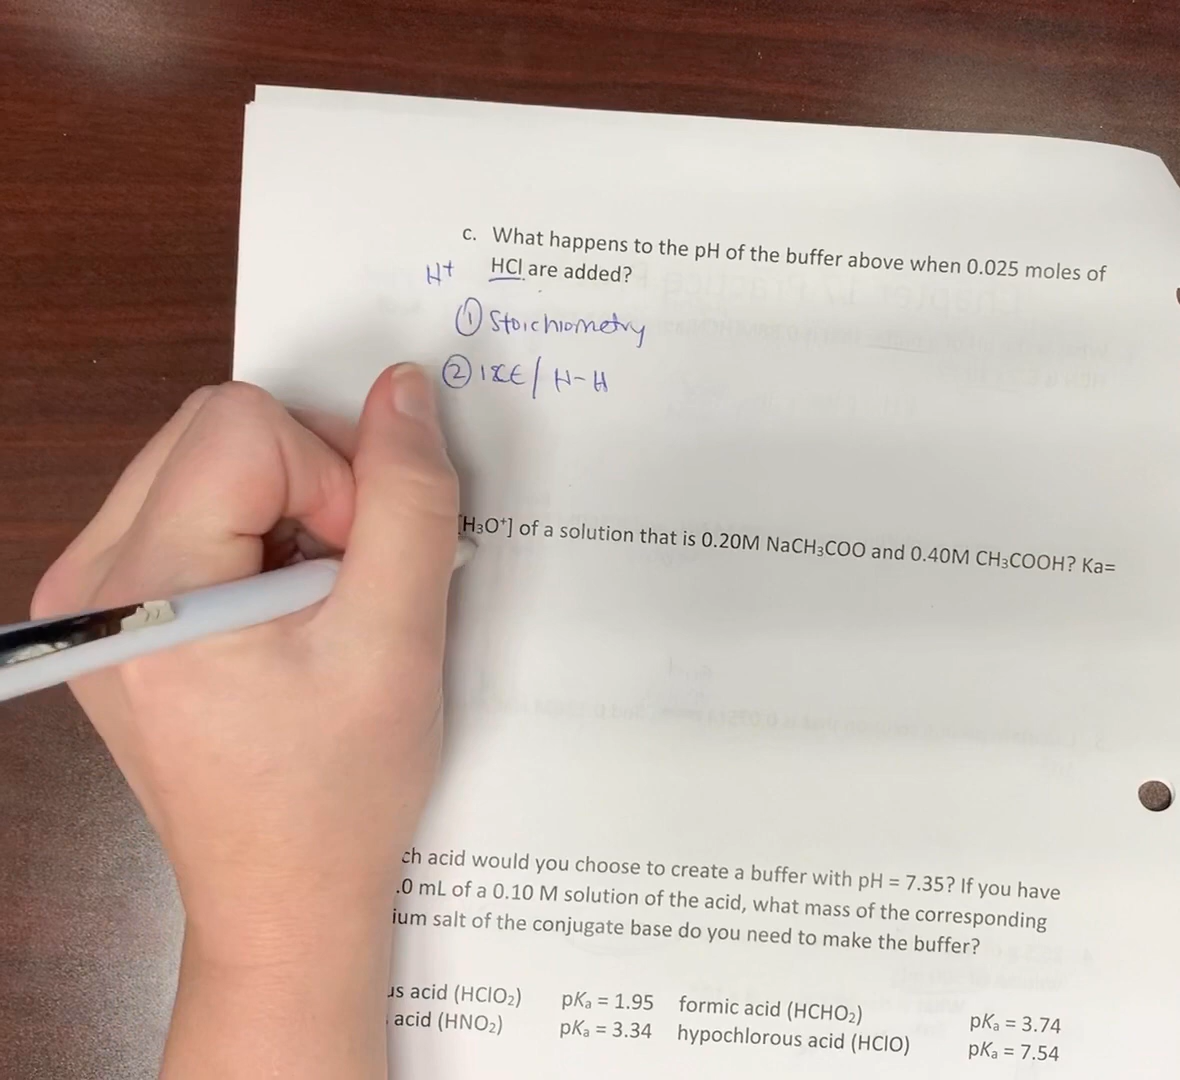 c. What happens to the pH of the buffer above when 0.025 moles of
H+ HCl are added?
① Stoichiometry
② ICE / H-H
[H₃O⁺] of a solution that is 0.20M NaCH₃COO and 0.40M CH₃COOH? Ka=
ch acid would you choose to create a buffer with pH = 7.35? If you have
.0 mL of a 0.10 M solution of the acid, what mass of the corresponding
ium salt of the conjugate base do you need to make the buffer?
us acid (HClO₂) pKₐ = 1.95 formic acid (HCHO₂) pKₐ = 3.74
acid (HNO₂) pKₐ = 3.34 hypochlorous acid (HClO) pKₐ = 7.54